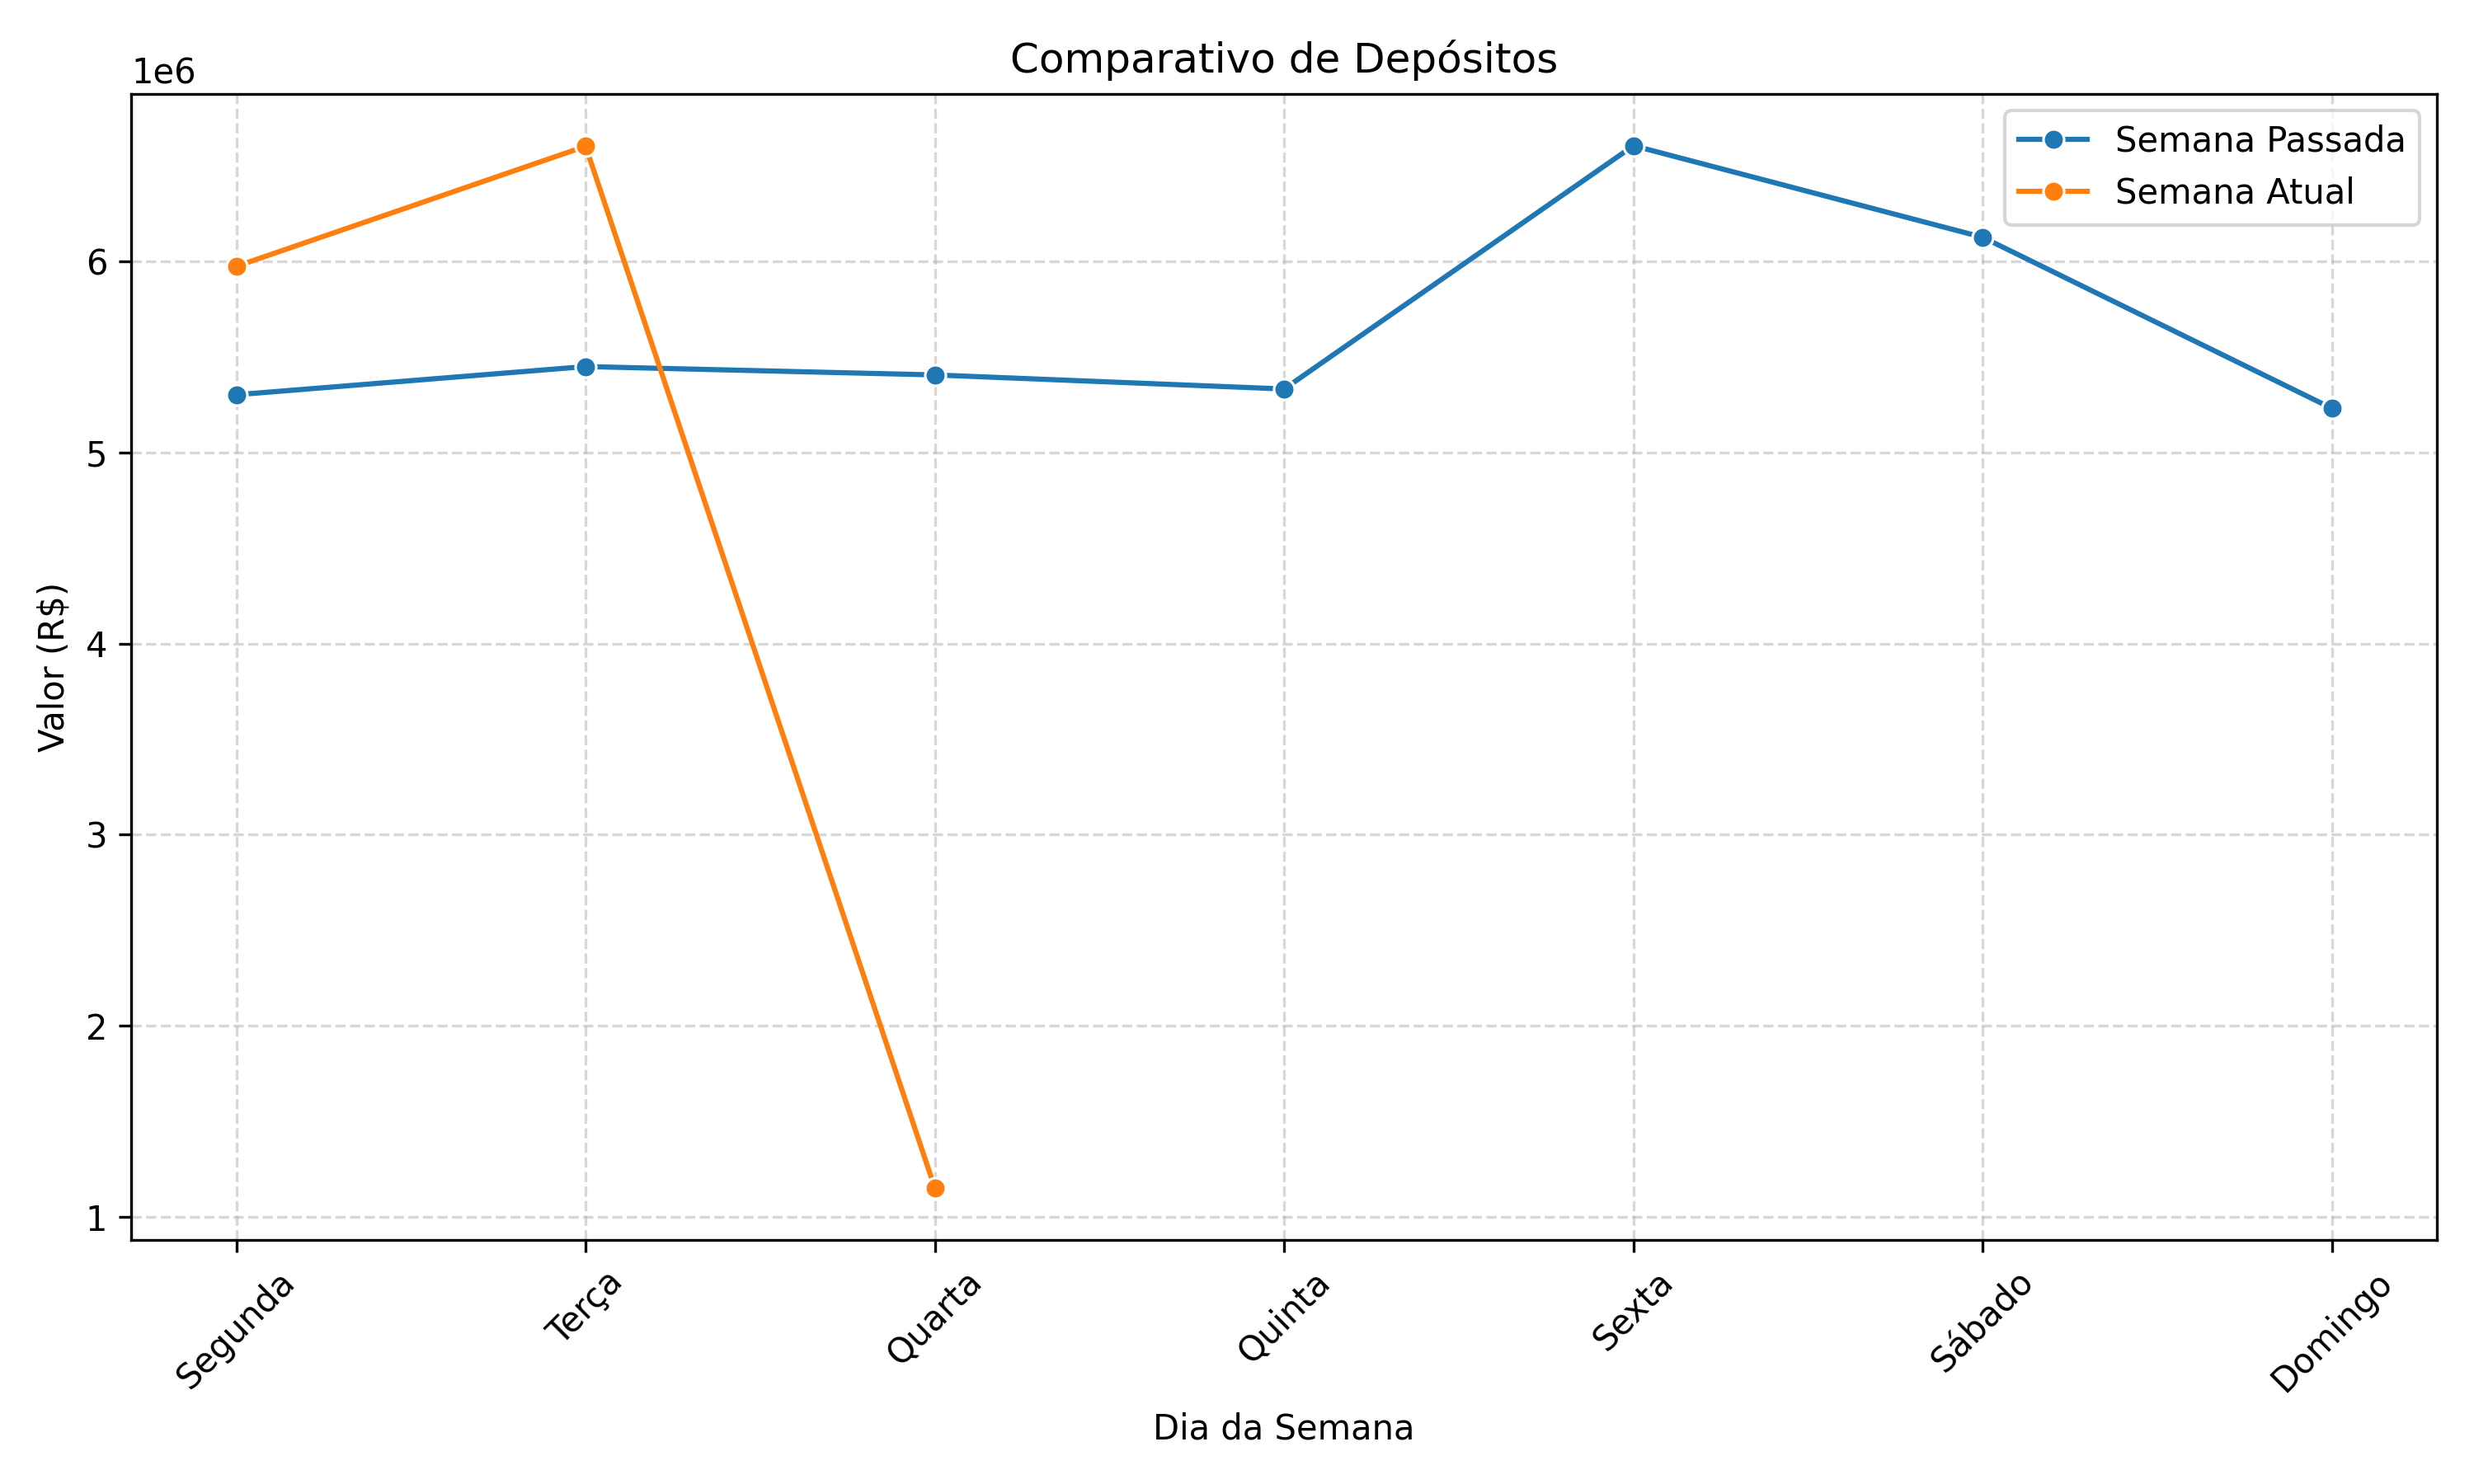 Comparativo de Depósitos
1e6
Semana Passada
Semana Atual
6
5
4
3
2
1
Valor (R$)
Segunda
Terça
Quarta
Quinta
Sexta
Sábado
Domingo
Dia da Semana